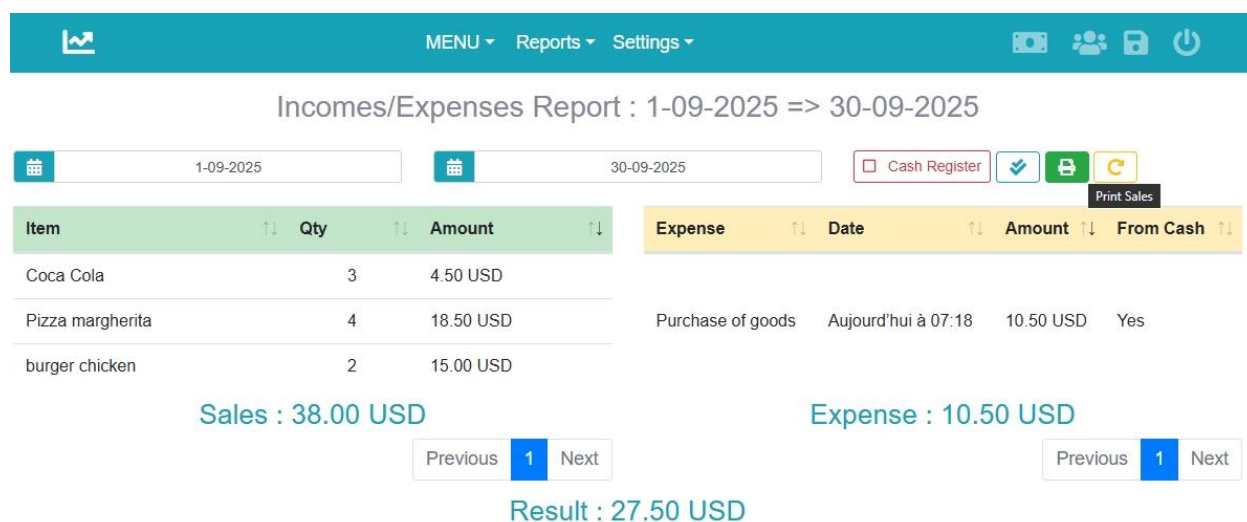 MENU Reports Settings
Incomes/Expenses Report : 1-09-2025 => 30-09-2025
1-09-2025 30-09-2025 Cash Register
Print Sales
Item Qty Amount
Coca Cola 3 4.50 USD
Pizza margherita 4 18.50 USD
burger chicken 2 15.00 USD
Sales : 38.00 USD
Previous 1 Next
Expense Date Amount From Cash
Purchase of goods Aujourd’hui à 07:18 10.50 USD Yes
Expense : 10.50 USD
Previous 1 Next
Result : 27.50 USD